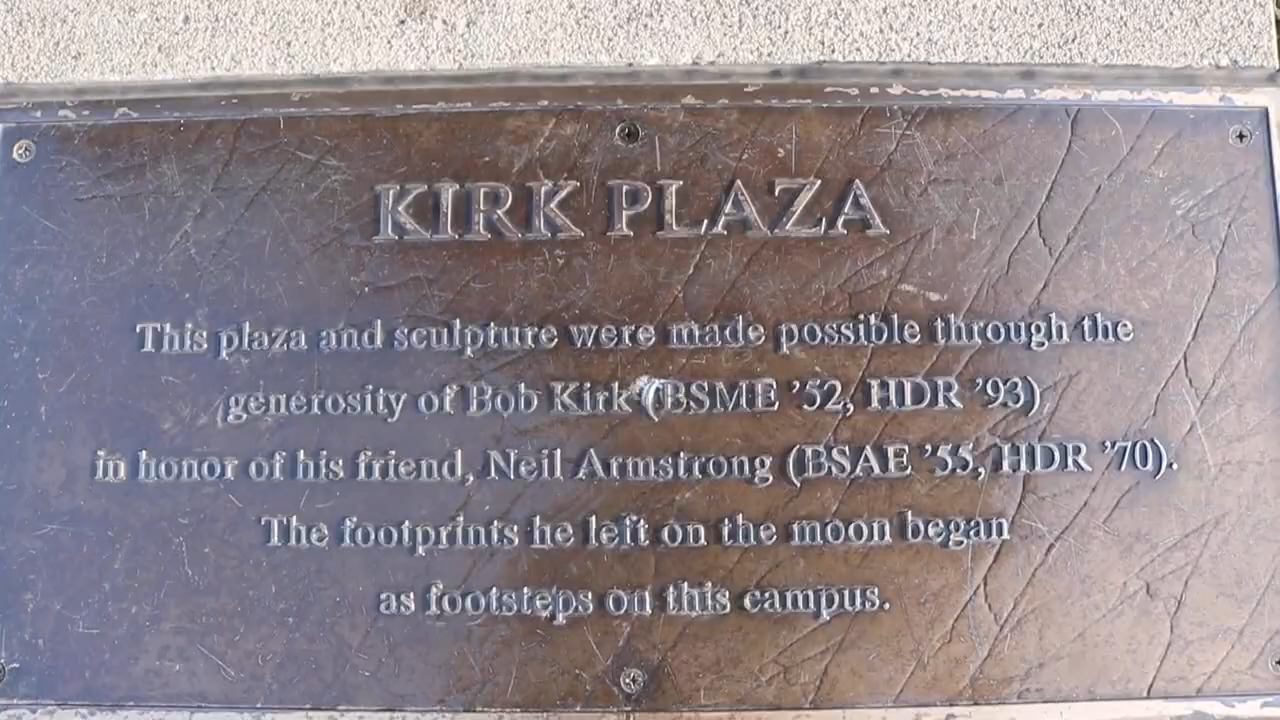 KIRK PLAZA
This plaza and sculpture were made possible through the
generosity of Bob Kirk (BSME ’52, HDR ’93)
in honor of his friend, Neil Armstrong (BSAE ’55, HDR ’70).
The footprints he left on the moon began
as footsteps on this campus.